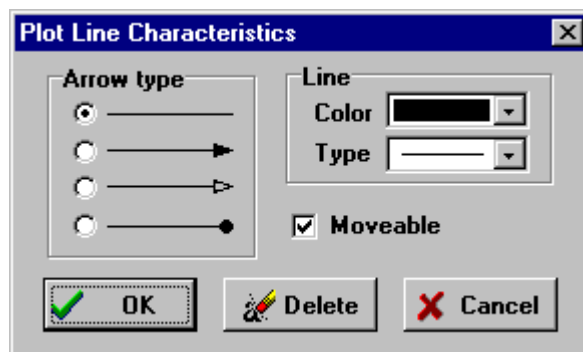 Plot Line Characteristics
Arrow type
Line
Color
Type
Moveable
OK
Delete
Cancel